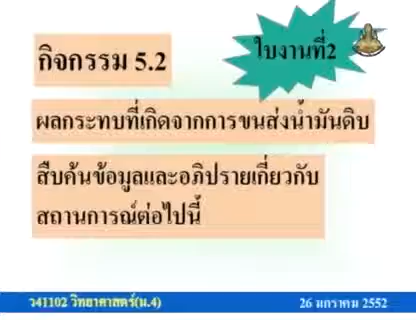 กิจกรรม 5.2
ใบงานที่2
ผลกระทบที่เกิดจากการขนส่งน้ำมันดิบ
สืบค้นข้อมูลและอภิปรายเกี่ยวกับ
สถานการณ์ต่อไปนี้
ว41102 วิทยาศาสตร์(ม.4)
26 มกราคม 2552